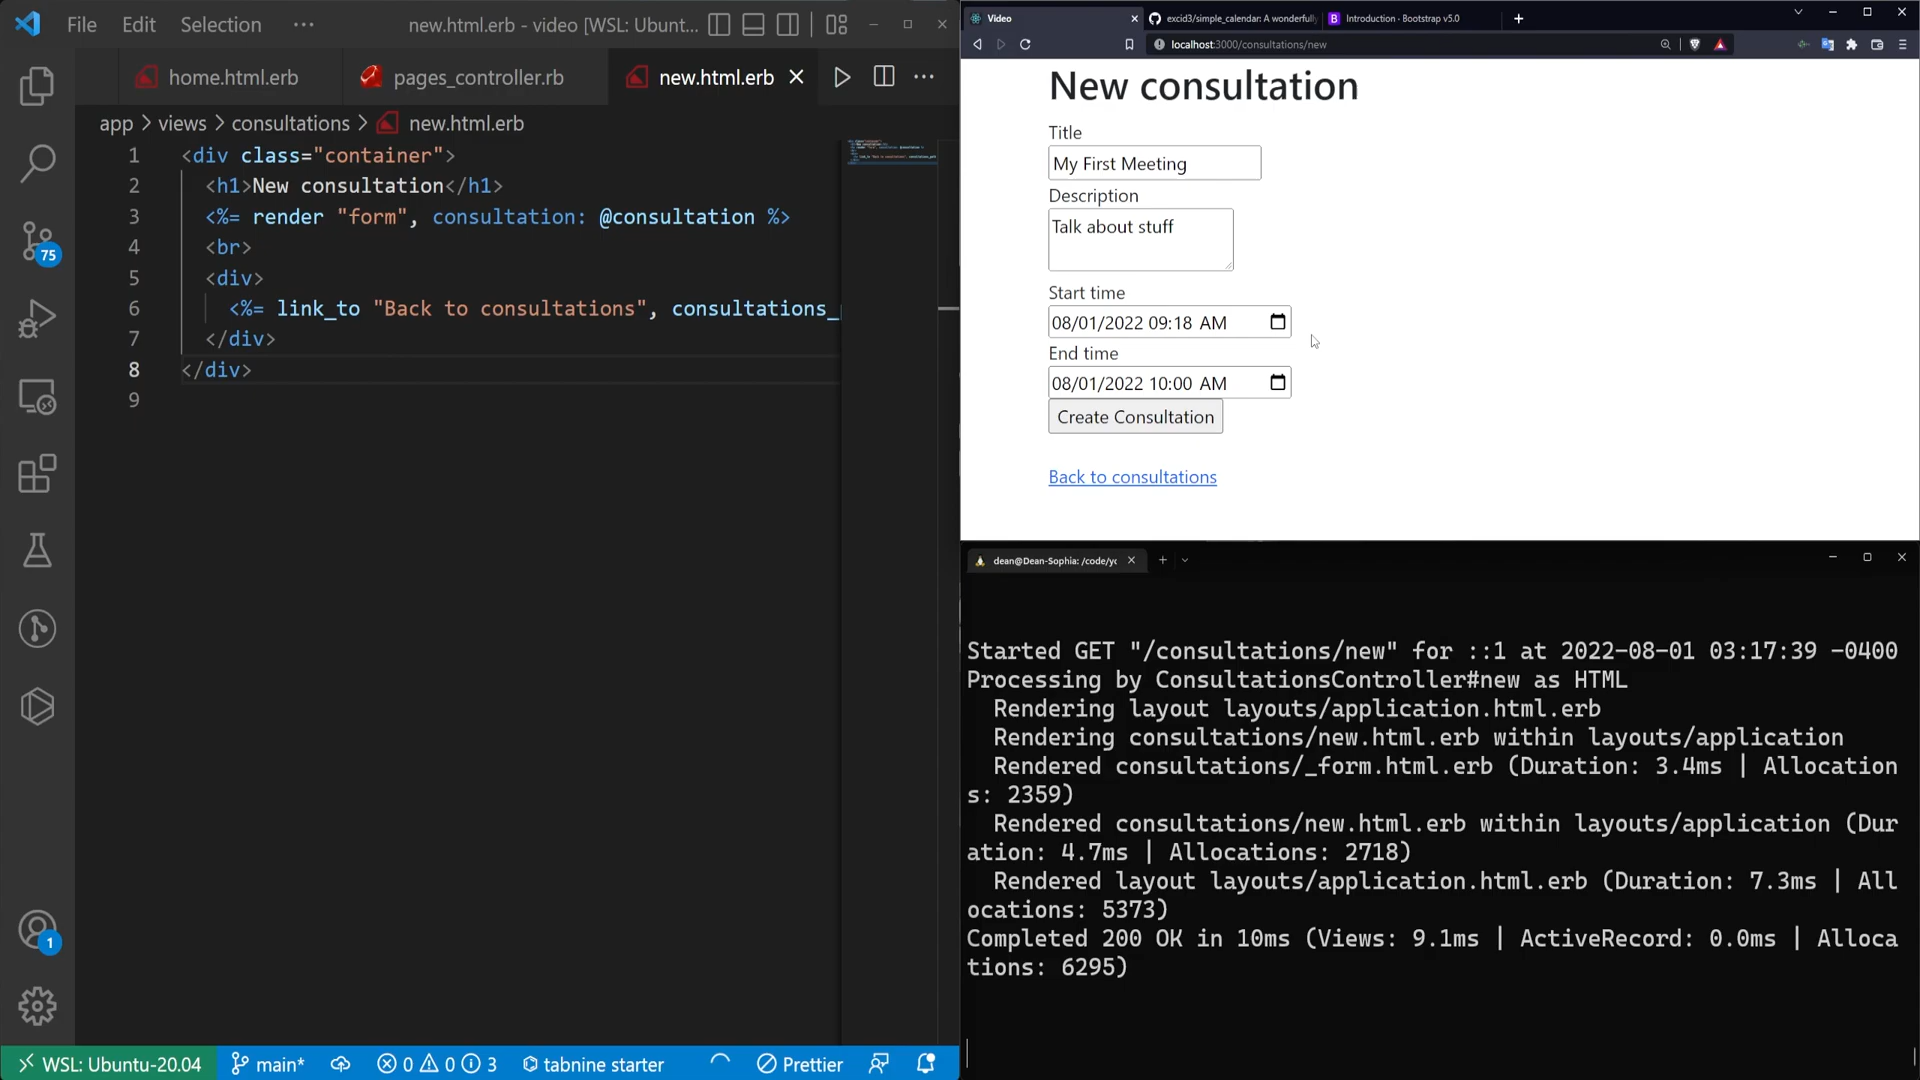 File Edit Selection ··· new.html.erb - video [WSL: Ubunt...
home.html.erb pages_controller.rb new.html.erb
app > views > consultations > new.html.erb
1 <div class="container">
2 <h1>New consultation</h1>
3 <%= render "form", consultation: @consultation %>
4 <br>
5 <div>
6 <%= link_to "Back to consultations", consultations_
7 </div>
8 </div>
9
75
1
WSL: Ubuntu-20.04 main* 0 0 3 tabnine starter Prettier
Video excid3/simple_calendar: A wonderfully Introduction · Bootstrap v5.0
localhost:3000/consultations/new
New consultation
Title
My First Meeting
Description
Talk about stuff
Start time
08/01/2022 09:18 AM
End time
08/01/2022 10:00 AM
Create Consultation
Back to consultations
dean@Dean-Sophia: /code/yc
Started GET "/consultations/new" for ::1 at 2022-08-01 03:17:39 -0400
Processing by ConsultationsController#new as HTML
Rendering layout layouts/application.html.erb
Rendering consultations/new.html.erb within layouts/application
Rendered consultations/_form.html.erb (Duration: 3.4ms | Allocation
s: 2359)
Rendered consultations/new.html.erb within layouts/application (Dur
ation: 4.7ms | Allocations: 2718)
Rendered layout layouts/application.html.erb (Duration: 7.3ms | All
ocations: 5373)
Completed 200 OK in 10ms (Views: 9.1ms | ActiveRecord: 0.0ms | Alloca
tions: 6295)